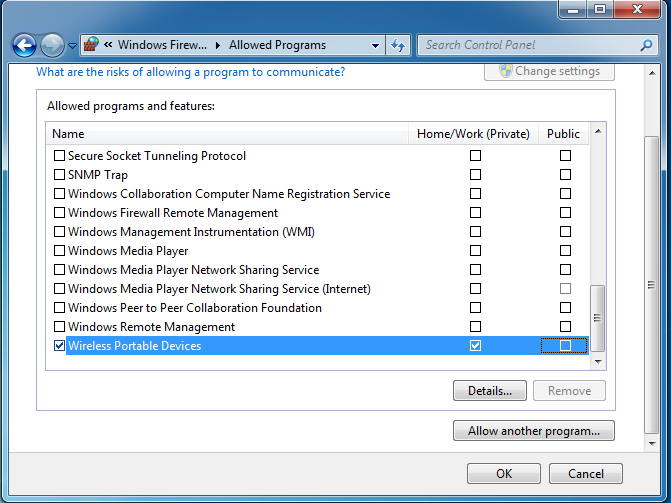 « Windows Firew... ▸ Allowed Programs Search Control Panel
What are the risks of allowing a program to communicate? Change settings
Allowed programs and features:
Name Home/Work (Private) Public
Secure Socket Tunneling Protocol
SNMP Trap
Windows Collaboration Computer Name Registration Service
Windows Firewall Remote Management
Windows Management Instrumentation (WMI)
Windows Media Player
Windows Media Player Network Sharing Service
Windows Media Player Network Sharing Service (Internet)
Windows Peer to Peer Collaboration Foundation
Windows Remote Management
Wireless Portable Devices
Details... Remove
Allow another program...
OK Cancel